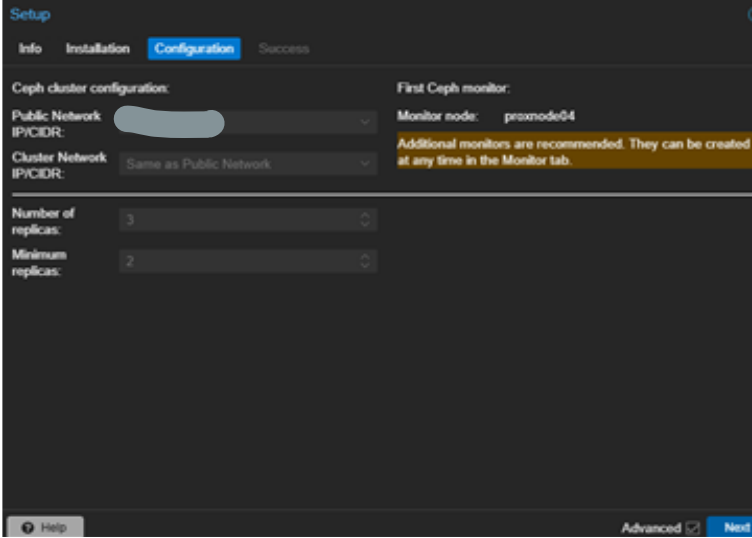 Setup
Info Installation Configuration Success
Ceph cluster configuration:
Public Network
IP/CIDR:
Cluster Network
IP/CIDR:
Same as Public Network
First Ceph monitor:
Monitor node: proxnode04
Additional monitors are recommended. They can be created
at any time in the Monitor tab.
Number of
replicas:
3
Minimum
replicas:
2
Help
Advanced
Next